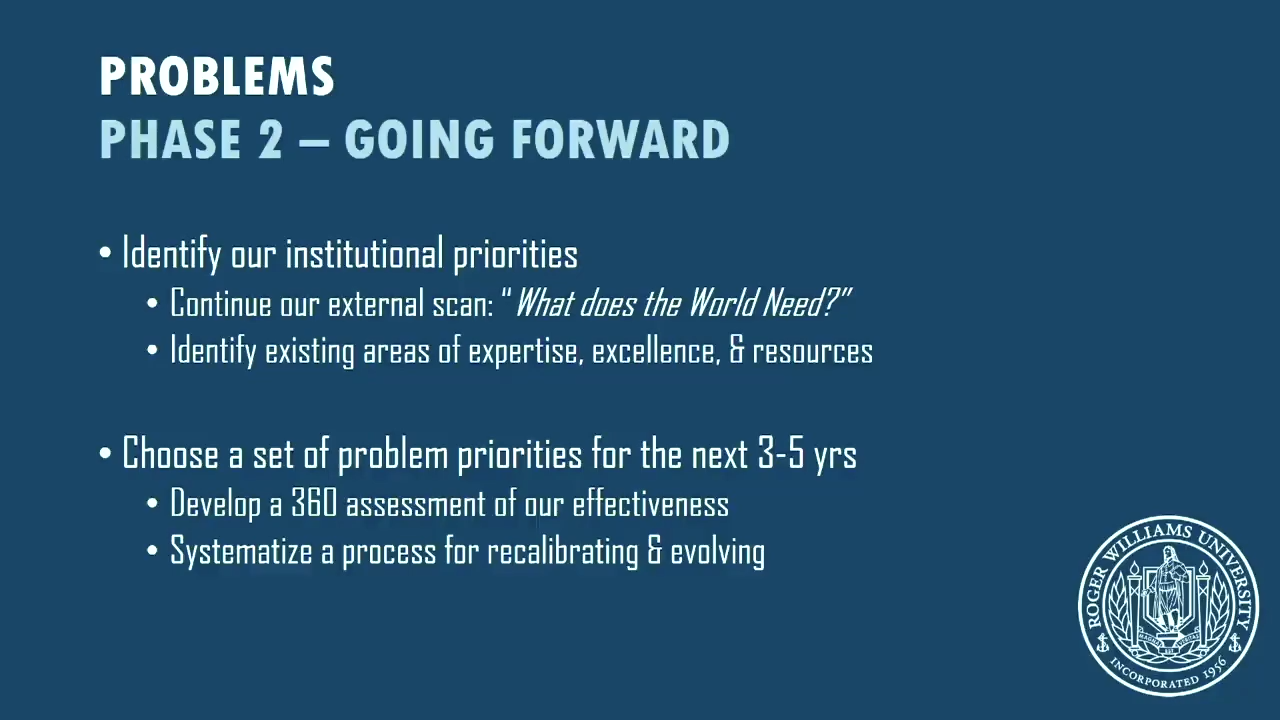 PROBLEMS
PHASE 2 – GOING FORWARD
• Identify our institutional priorities
• Continue our external scan: “What does the World Need?”
• Identify existing areas of expertise, excellence, & resources
• Choose a set of problem priorities for the next 3-5 yrs
• Develop a 360 assessment of our effectiveness
• Systematize a process for recalibrating & evolving
ROGER WILLIAMS UNIVERSITY
INCORPORATED 1956